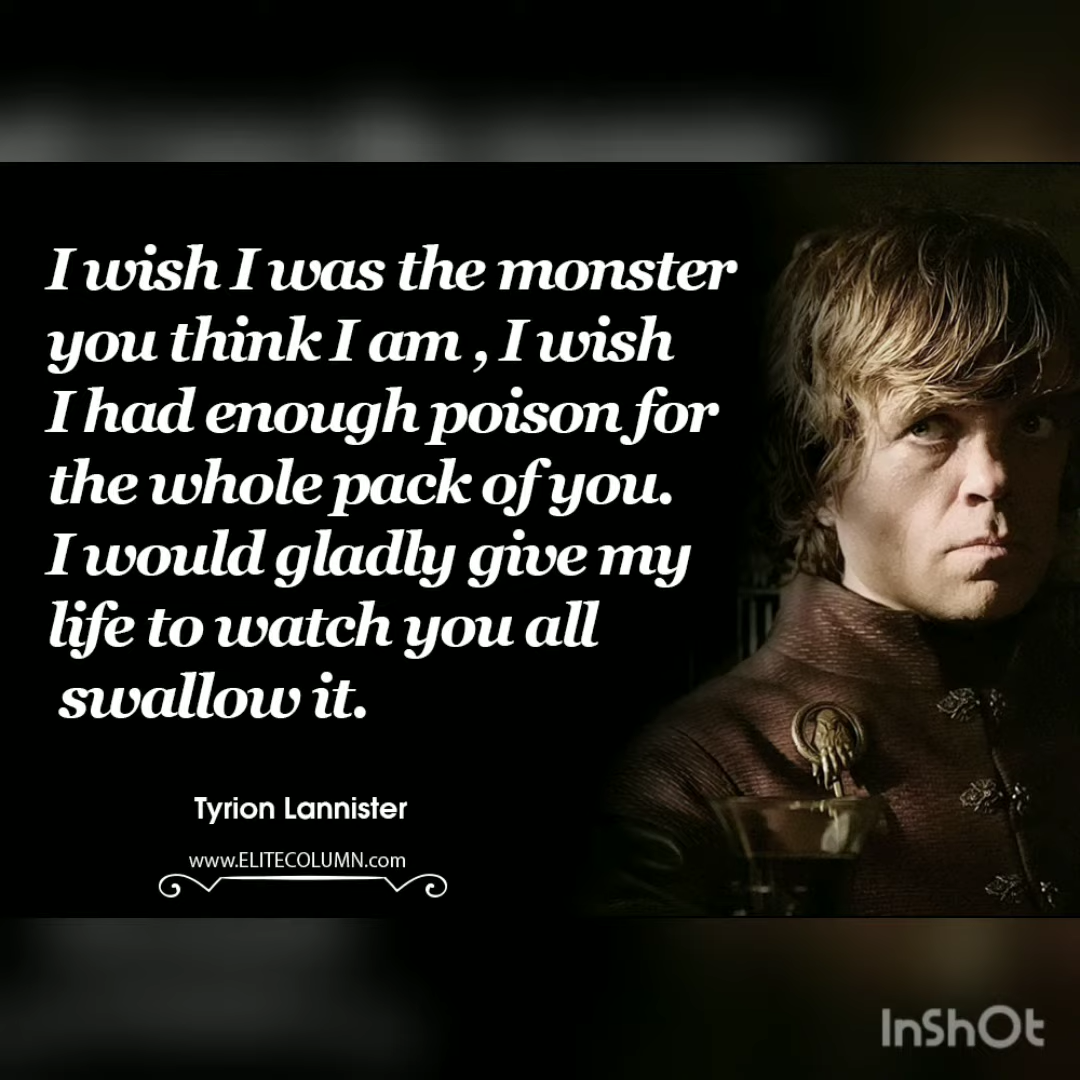 I wish I was the monster
you think I am , I wish
I had enough poison for
the whole pack of you.
I would gladly give my
life to watch you all
swallow it.
Tyrion Lannister
www.ELITECOLUMN.com
InShOt